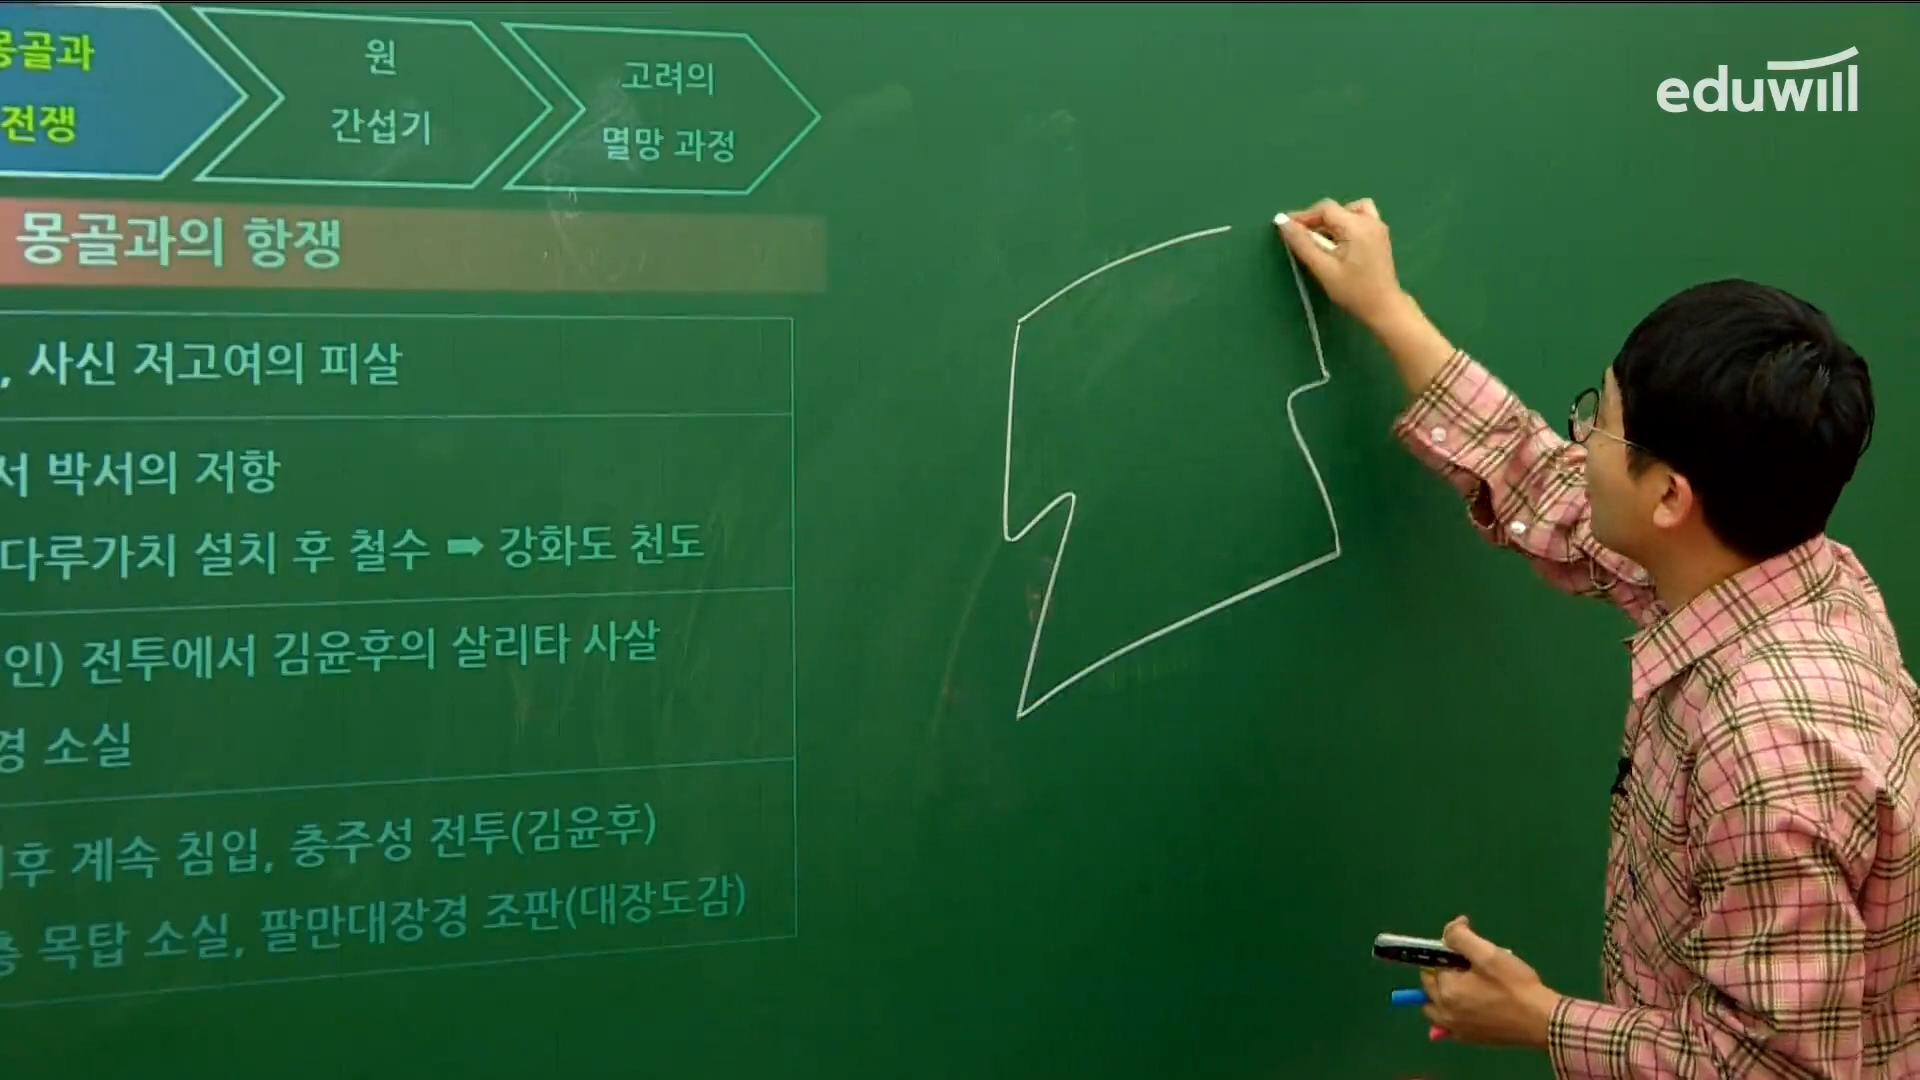 몽골과
전쟁
원
간섭기
고려의
멸망 과정
eduwill
몽골과의 항쟁
, 사신 저고여의 피살
서 박서의 저항
다루가치 설치 후 철수 ➡ 강화도 천도
인) 전투에서 김윤후의 살리타 사살
경 소실
이후 계속 침입, 충주성 전투(김윤후)
층 목탑 소실, 팔만대장경 조판(대장도감)